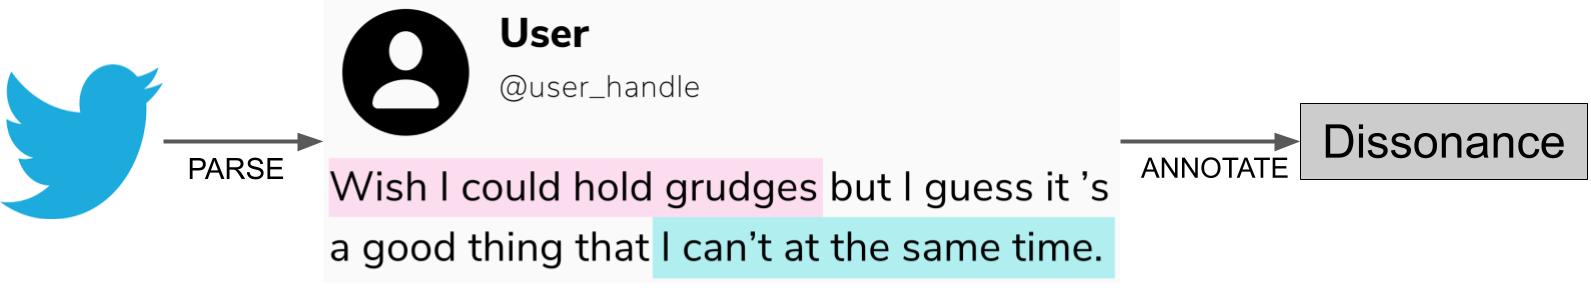 PARSE
User
@user_handle
Wish I could hold grudges but I guess it ’s
a good thing that I can’t at the same time.
ANNOTATE
Dissonance